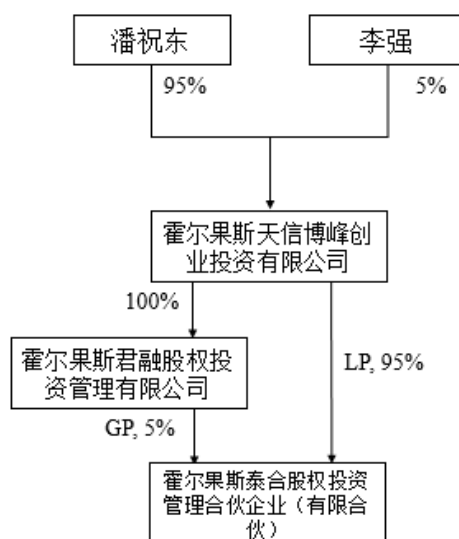 潘祝东
李强
95%
5%
霍尔果斯天信博峰创
业投资有限公司
100%
霍尔果斯君融股权投
资管理有限公司
LP, 95%
GP, 5%
霍尔果斯泰合股权投资
管理合伙企业（有限合
伙）